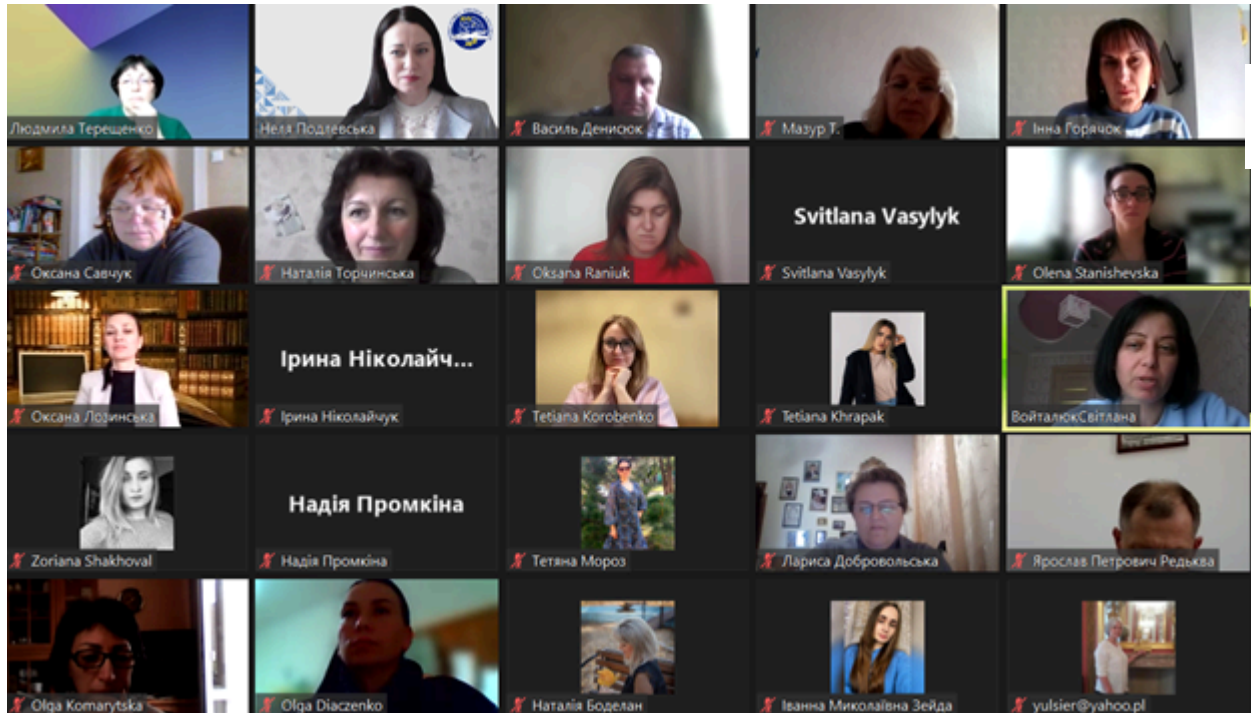 Людмила Терещенко
Неля Подлевська
Василь Денисюк
Мазур Т.
Інна Горячок
Оксана Савчук
Наталія Торчинська
Oksana Raniuk
Svitlana Vasylyk
Svitlana Vasylyk
Olena Stanishevska
Оксана Лозинська
Ірина Ніколайч...
Ірина Ніколайчук
Tetiana Korobenko
Tetiana Khrapak
ВойталюкСвітлана
Zoriana Shakhoval
Надія Промкіна
Надія Промкіна
Тетяна Мороз
Лариса Добровольська
Ярослав Петрович Редьква
Olga Komarytska
Olga Diaczenko
Наталія Боделан
Іванна Миколаївна Зейда
yulsier@yahoo.pl